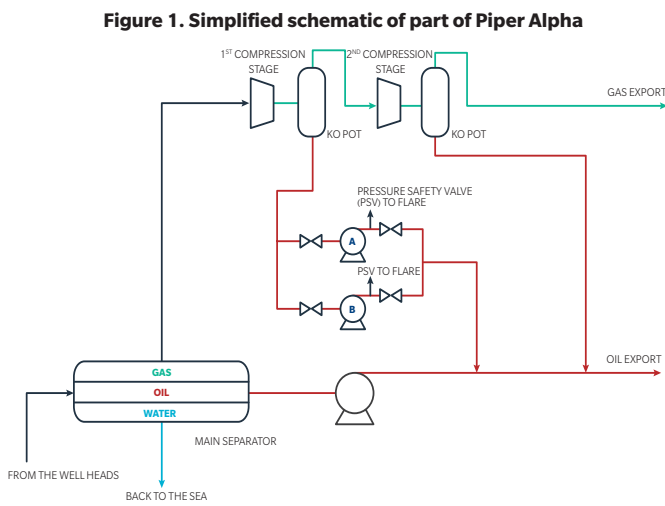 Figure 1. Simplified schematic of part of Piper Alpha
1ST COMPRESSION
STAGE
2ND COMPRESSION
STAGE
GAS EXPORT
KO POT
KO POT
PRESSURE SAFETY VALVE
(PSV) TO FLARE
A
PSV TO FLARE
B
OIL EXPORT
GAS
OIL
WATER
MAIN SEPARATOR
FROM THE WELL HEADS
BACK TO THE SEA